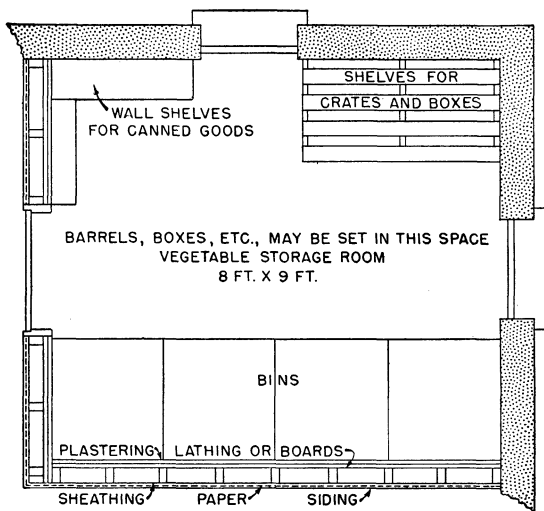 SHELVES FOR
CRATES AND BOXES
WALL SHELVES
FOR CANNED GOODS
BARRELS, BOXES, ETC., MAY BE SET IN THIS SPACE
VEGETABLE STORAGE ROOM
8 FT. X 9 FT.
BINS
PLASTERING LATHING OR BOARDS
SHEATHING PAPER SIDING